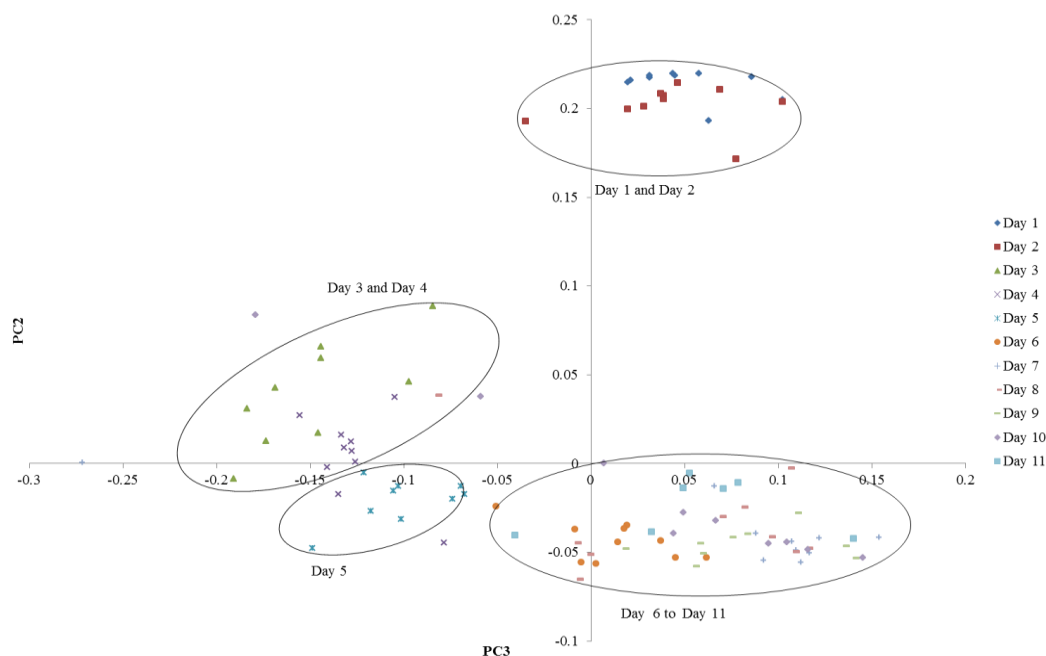 0.25
0.2
0.15
0.1
0.05
0
-0.05
-0.1
-0.3
-0.25
-0.2
-0.15
-0.1
-0.05
0
0.05
0.1
0.15
0.2
PC2
PC3
Day 1 and Day 2
Day 3 and Day 4
Day 5
Day 6 to Day 11
Day 1
Day 2
Day 3
Day 4
Day 5
Day 6
Day 7
Day 8
Day 9
Day 10
Day 11